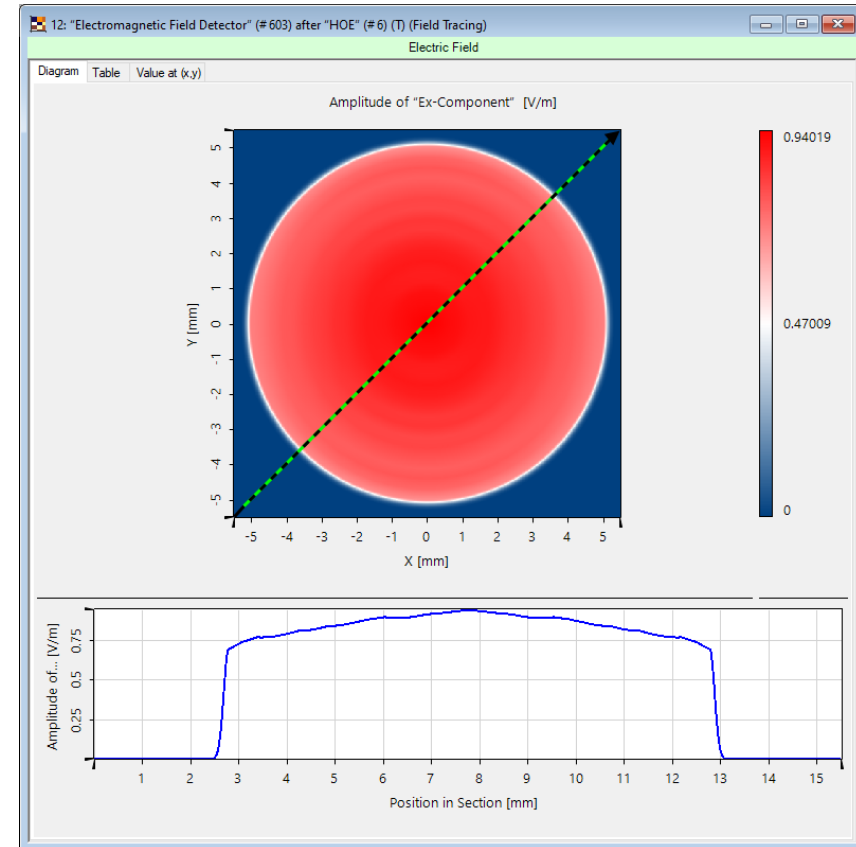 12: "Electromagnetic Field Detector" (# 603) after "HOE" (# 6) (T) (Field Tracing)
Electric Field
Diagram Table Value at (x,y)
Amplitude of "Ex-Component" [V/m]
0.94019
0.47009
0
Y [mm]
5
4
3
2
1
0
-1
-2
-3
-4
-5
-5 -4 -3 -2 -1 0 1 2 3 4 5
X [mm]
Amplitude of... [V/m]
0.75
0.5
0.25
1 2 3 4 5 6 7 8 9 10 11 12 13 14 15
Position in Section [mm]